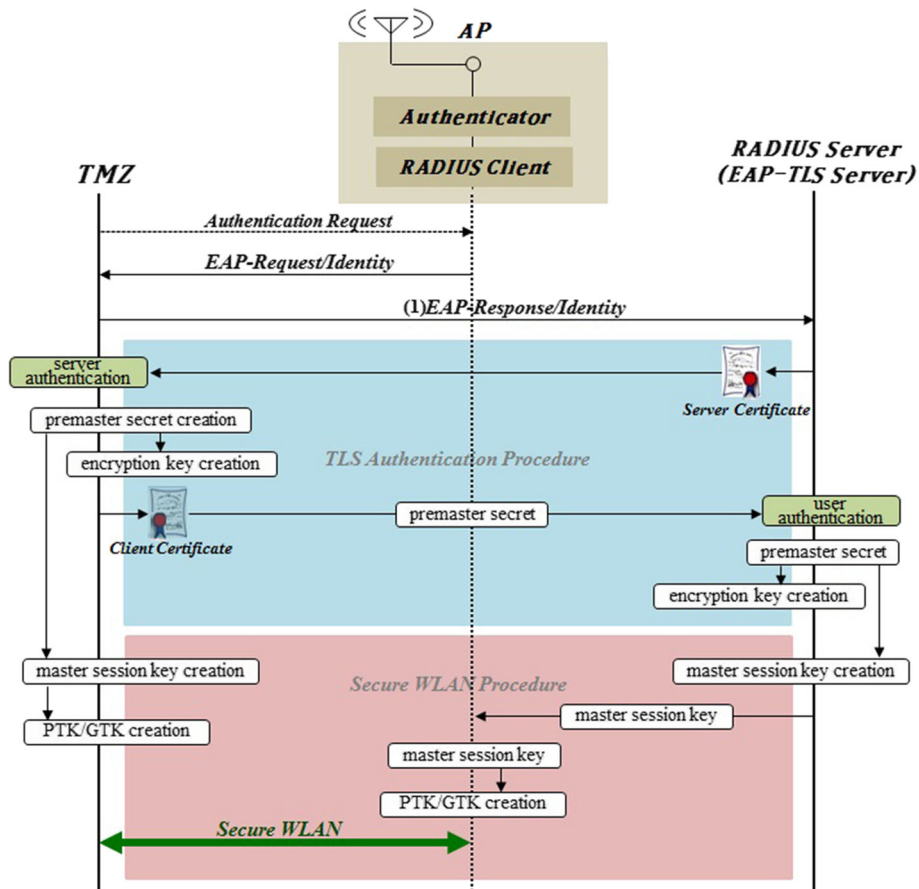 AP
Authenticator
RADIUS Client
TMZ
RADIUS Server
(EAP-TLS Server)
Authentication Request
EAP-Request/Identity
(1)EAP-Response/Identity
server
authentication
Server Certificate
premaster secret creation
encryption key creation
TLS Authentication Procedure
Client Certificate
premaster secret
user
authentication
premaster secret
encryption key creation
master session key creation
Secure WLAN Procedure
master session key creation
PTK/GTK creation
master session key
master session key
PTK/GTK creation
Secure WLAN